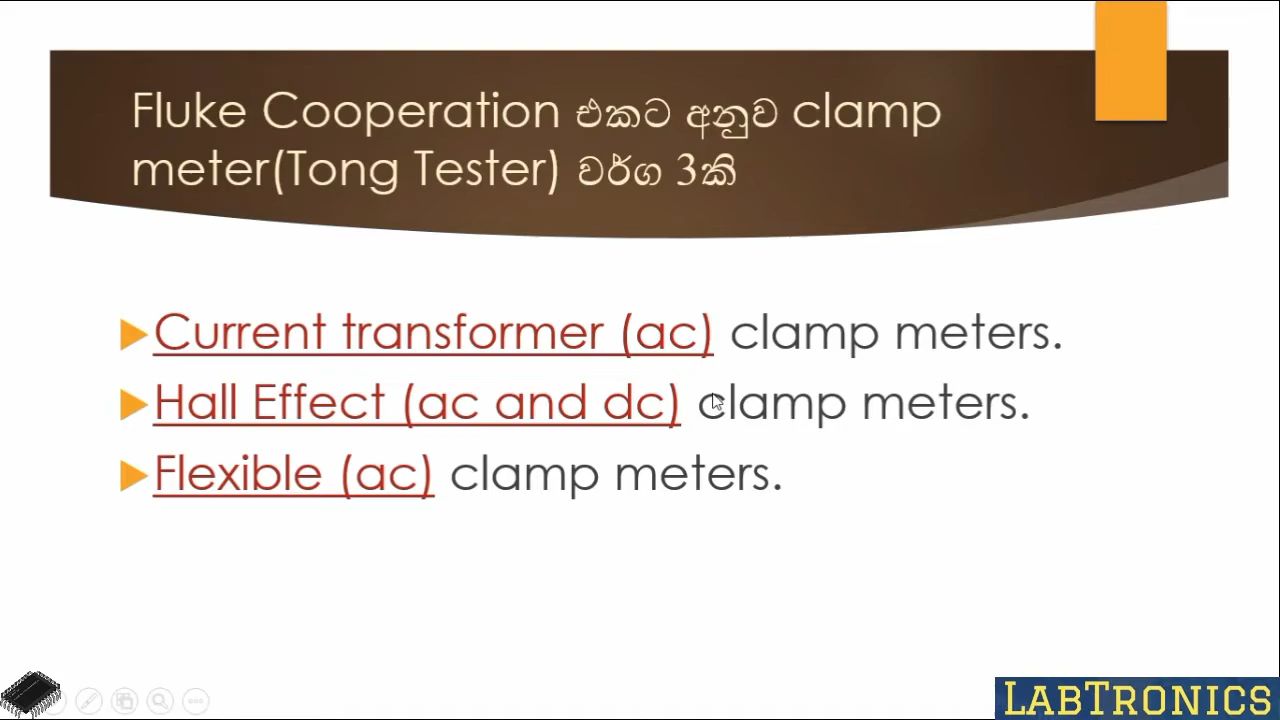 Fluke Cooperation එකට අනුව clamp
meter(Tong Tester) වර්ග 3කි
Current transformer (ac) clamp meters.
Hall Effect (ac and dc) clamp meters.
Flexible (ac) clamp meters.
LABTRONICS